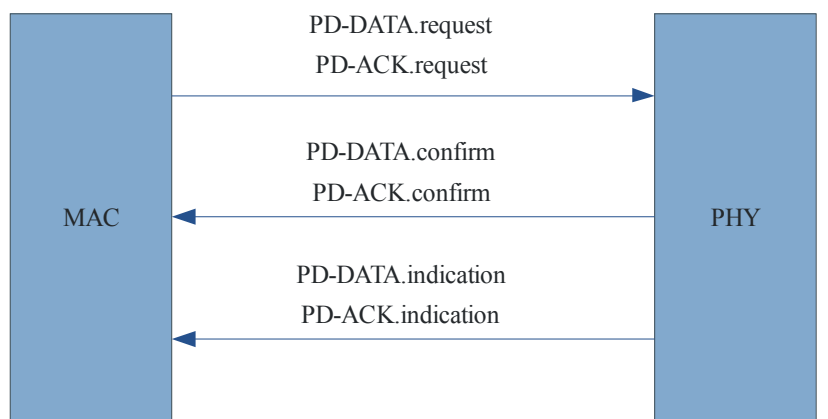 PD-DATA.request
PD-ACK.request
PD-DATA.confirm
PD-ACK.confirm
MAC
PHY
PD-DATA.indication
PD-ACK.indication